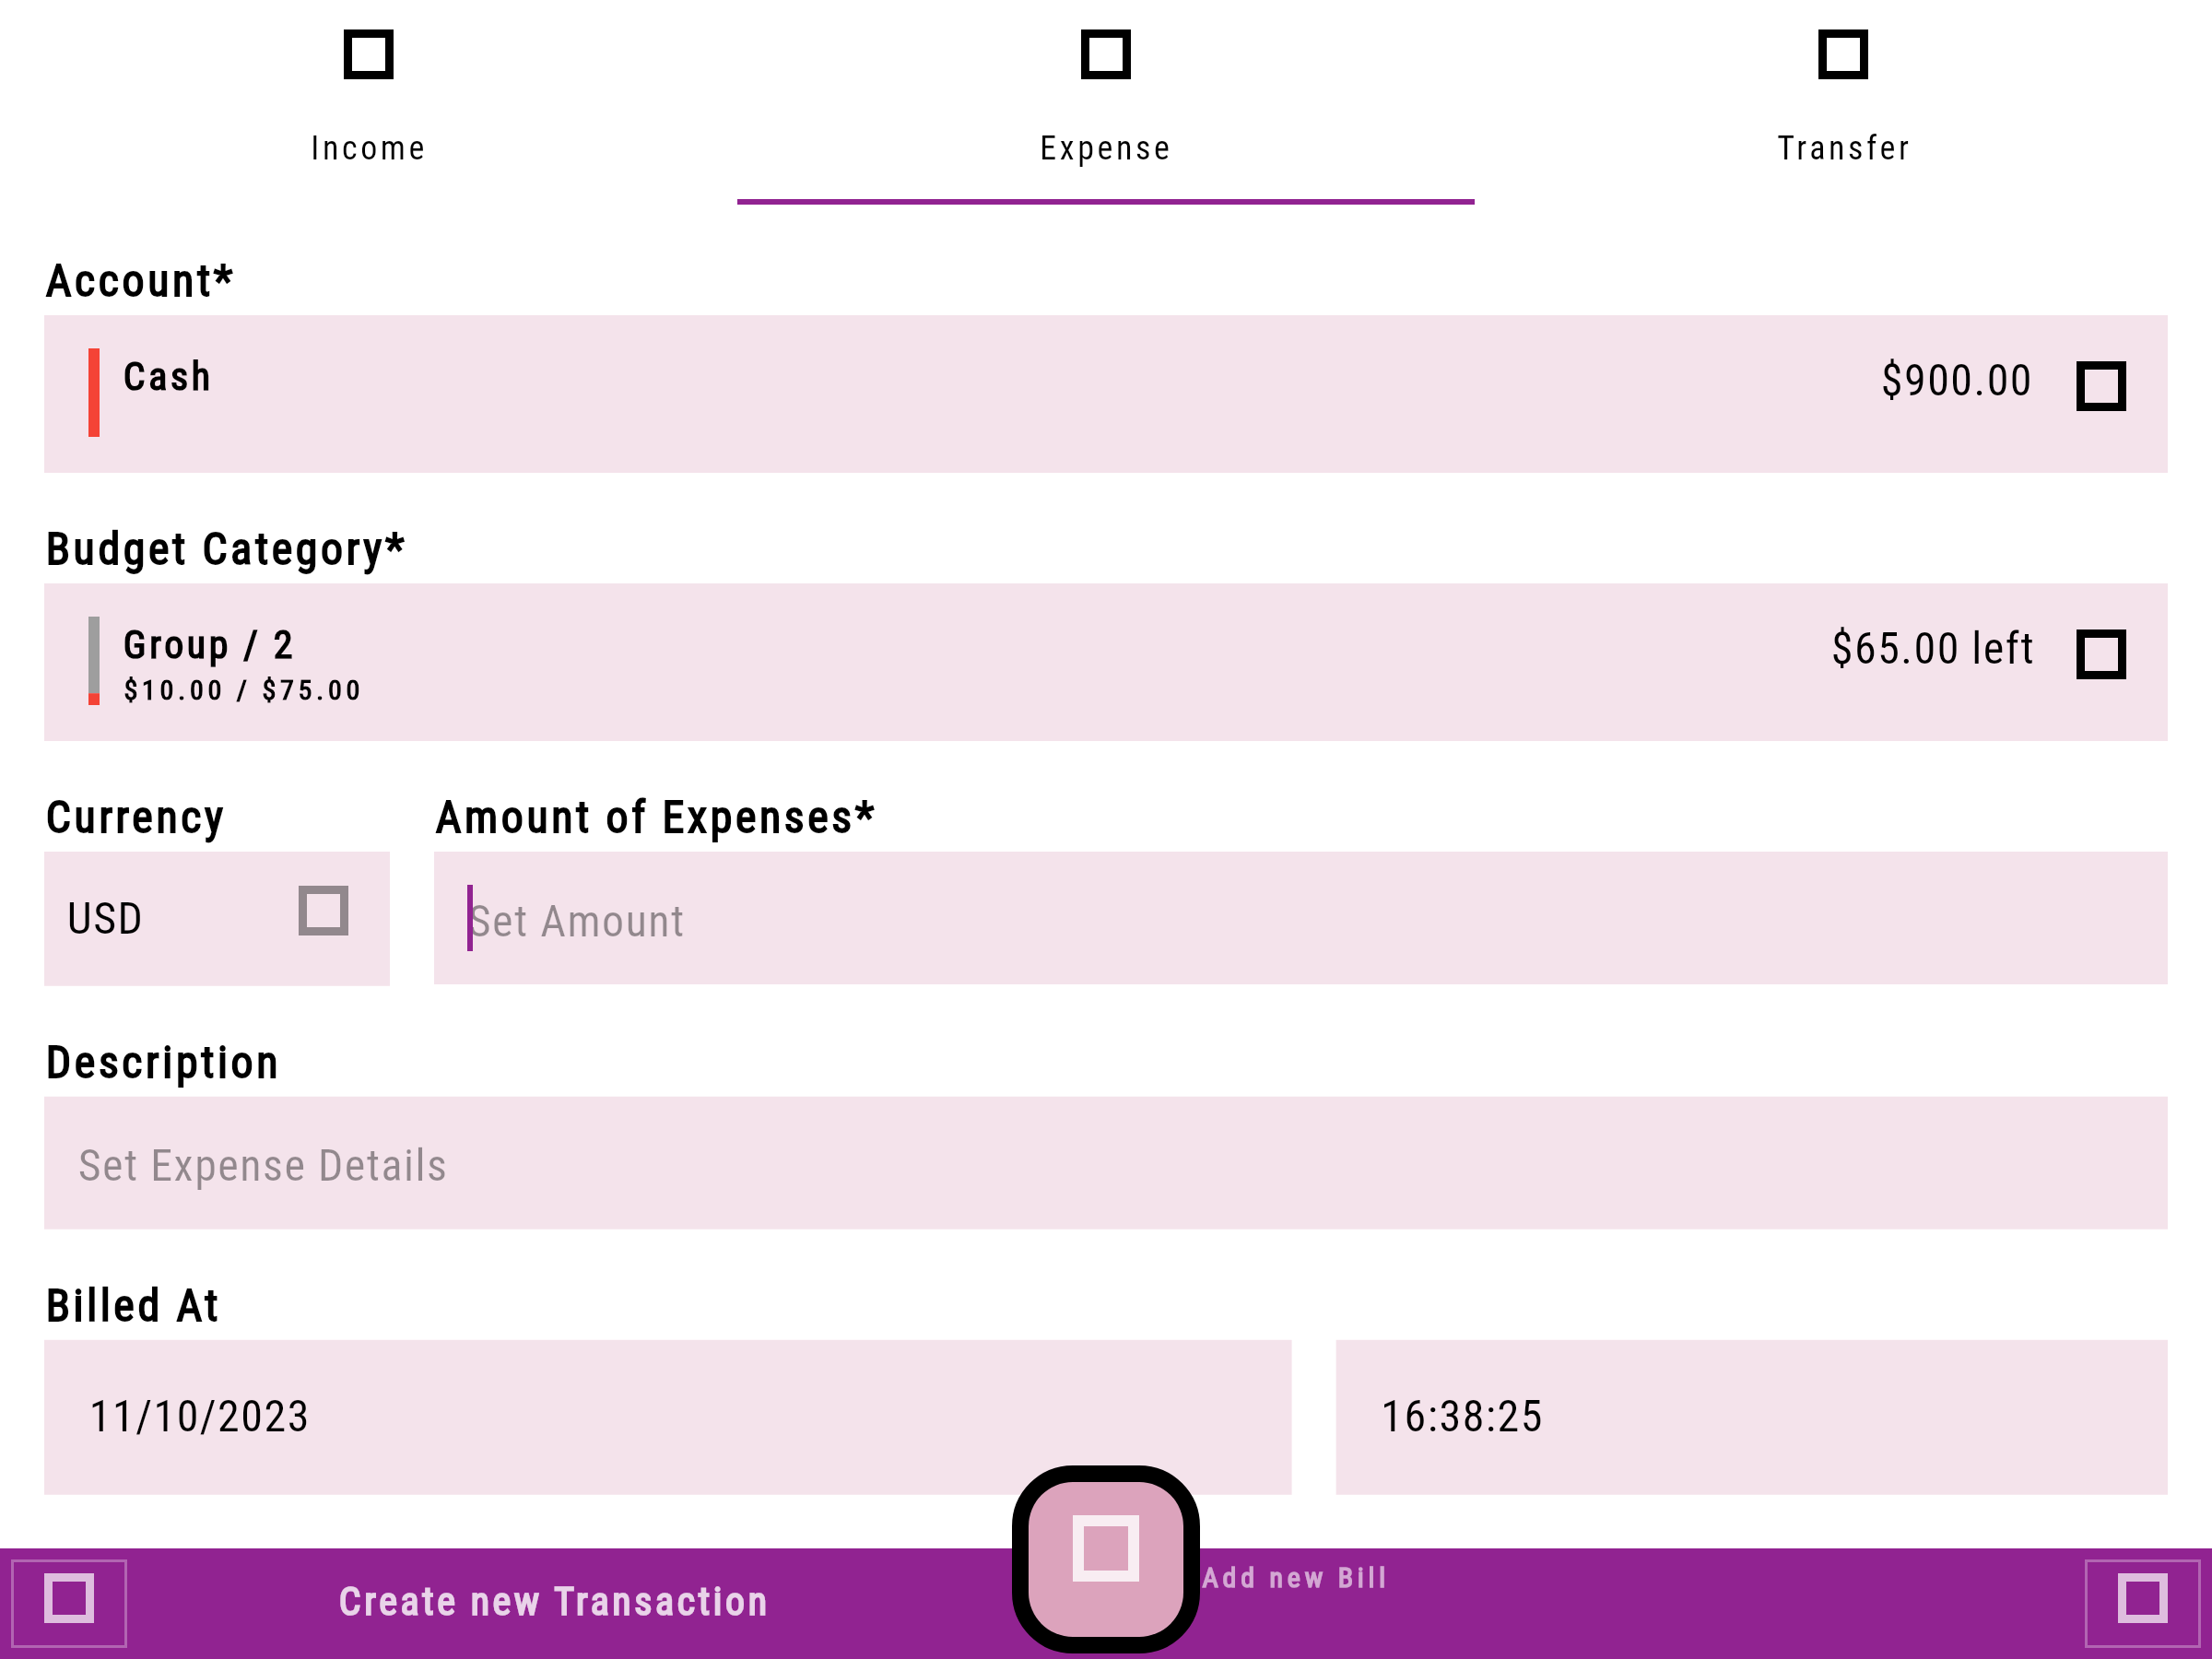 Income
Expense
Transfer
Account*
Cash
$900.00
Budget Category*
Group / 2
$10.00 / $75.00
$65.00 left
Currency
Amount of Expenses*
USD
Set Amount
Description
Set Expense Details
Billed At
11/10/2023
16:38:25
Create new Transaction
Add new Bill